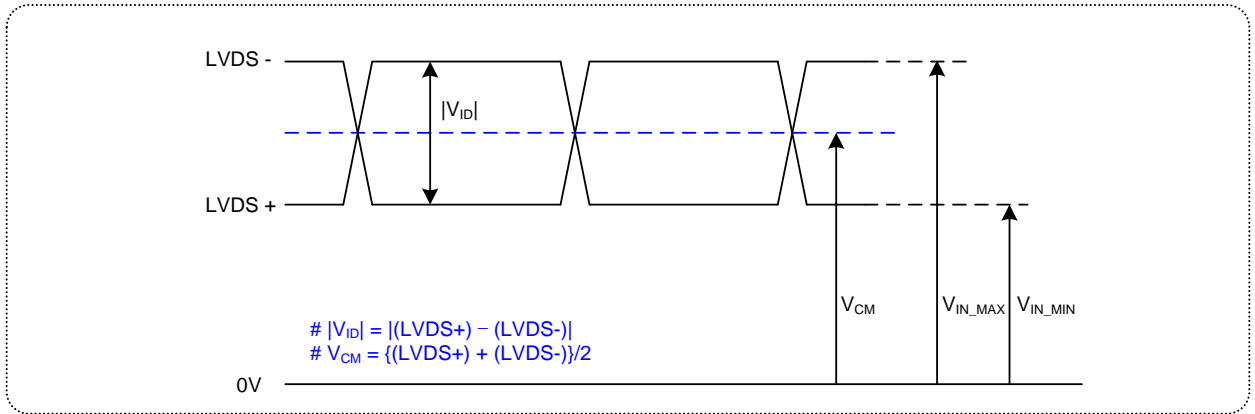 LVDS -
|VID|
LVDS +
VCM
VIN_MAX
VIN_MIN
# |VID| = |(LVDS+) − (LVDS-)|
# VCM = {(LVDS+) + (LVDS-)}/2
0V